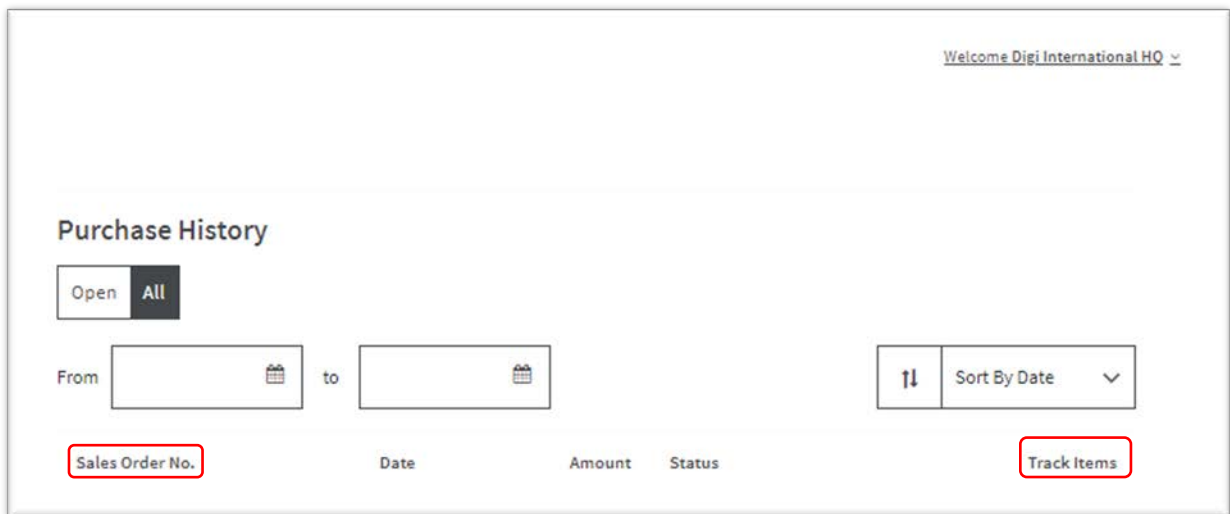 Welcome Digi International HQ
Purchase History
Open All
From to Sort By Date
Sales Order No. Date Amount Status Track Items